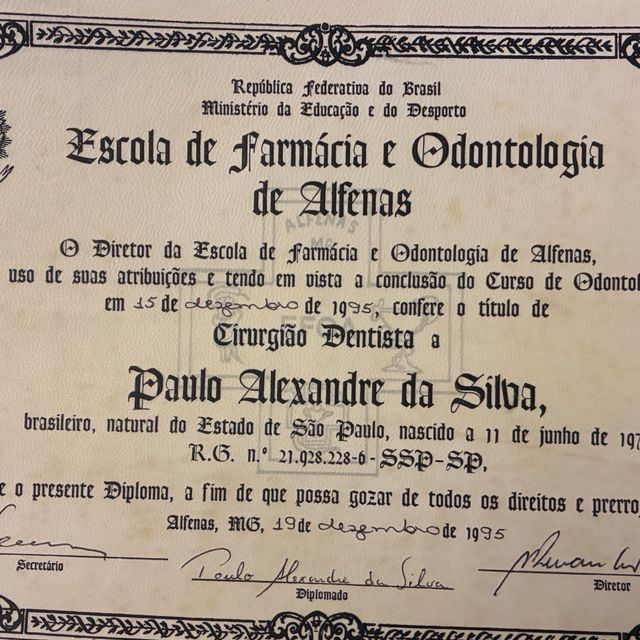 República Federativa do Brasil
Ministério da Educação e do Desporto
Escola de Farmácia e Odontologia
de Alfenas
ALFENAS
MG
EFOA
O Diretor da Escola de Farmácia e Odontologia de Alfenas,
uso de suas atribuições e tendo em vista a conclusão do Curso de Odontol
em 15 de dezembro de 1995, confere o título de
Cirurgião Dentista a
Paulo Alexandre da Silva,
brasileiro, natural do Estado de São Paulo, nascido a 11 de junho de 197
R.G. n.º 21.928.228-6 - SSP-SP,
e o presente Diploma, a fim de que possa gozar de todos os direitos e prerro
Alfenas, MG, 19 de dezembro de 1995
Secretário
Paulo Alexandre da Silva
Diplomado
Diretor